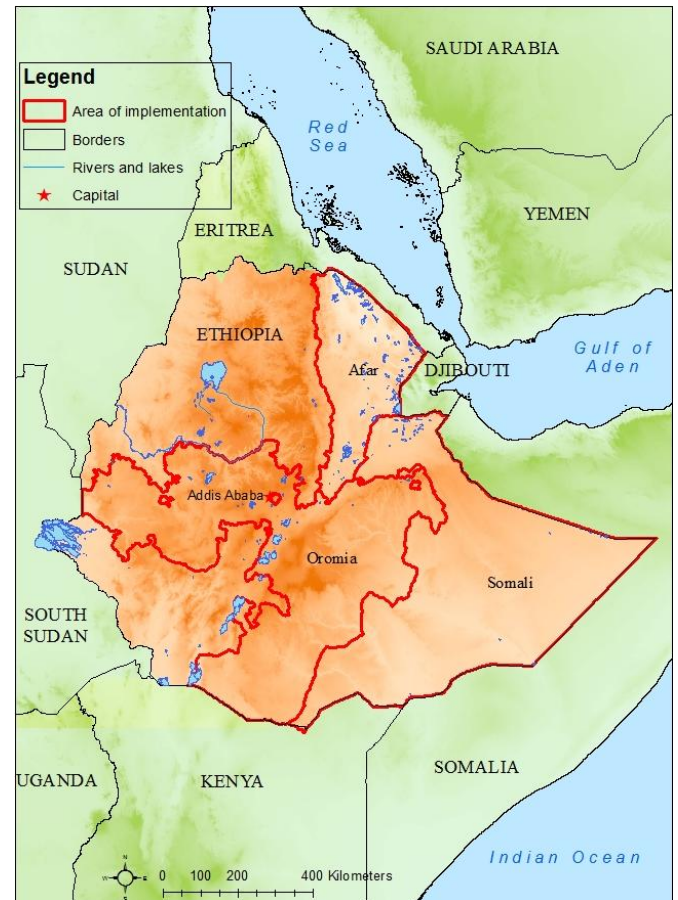 SAUDI ARABIA
Legend
Area of implementation
Borders
Rivers and lakes
Capital
Red
Sea
YEMEN
ERITREA
SUDAN
ETHIOPIA
Gulf of
Aden
Afar
DJIBOUTI
Addis Ababa
Oromia
Somali
SOUTH
SUDAN
UGANDA
KENYA
SOMALIA
Indian Ocean
N
W
E
S
0 100 200 400 Kilometers